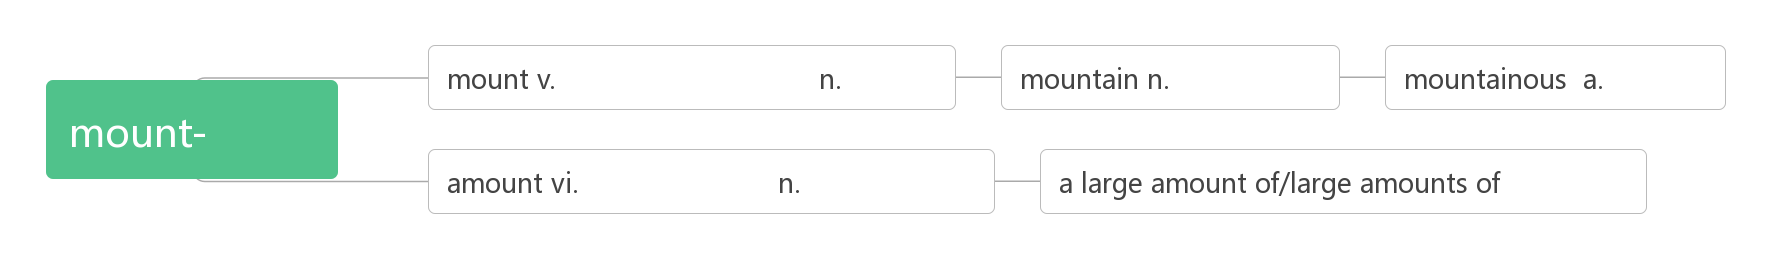 mount-
mount v. n.
mountain n.
mountainous a.
amount vi. n.
a large amount of/large amounts of